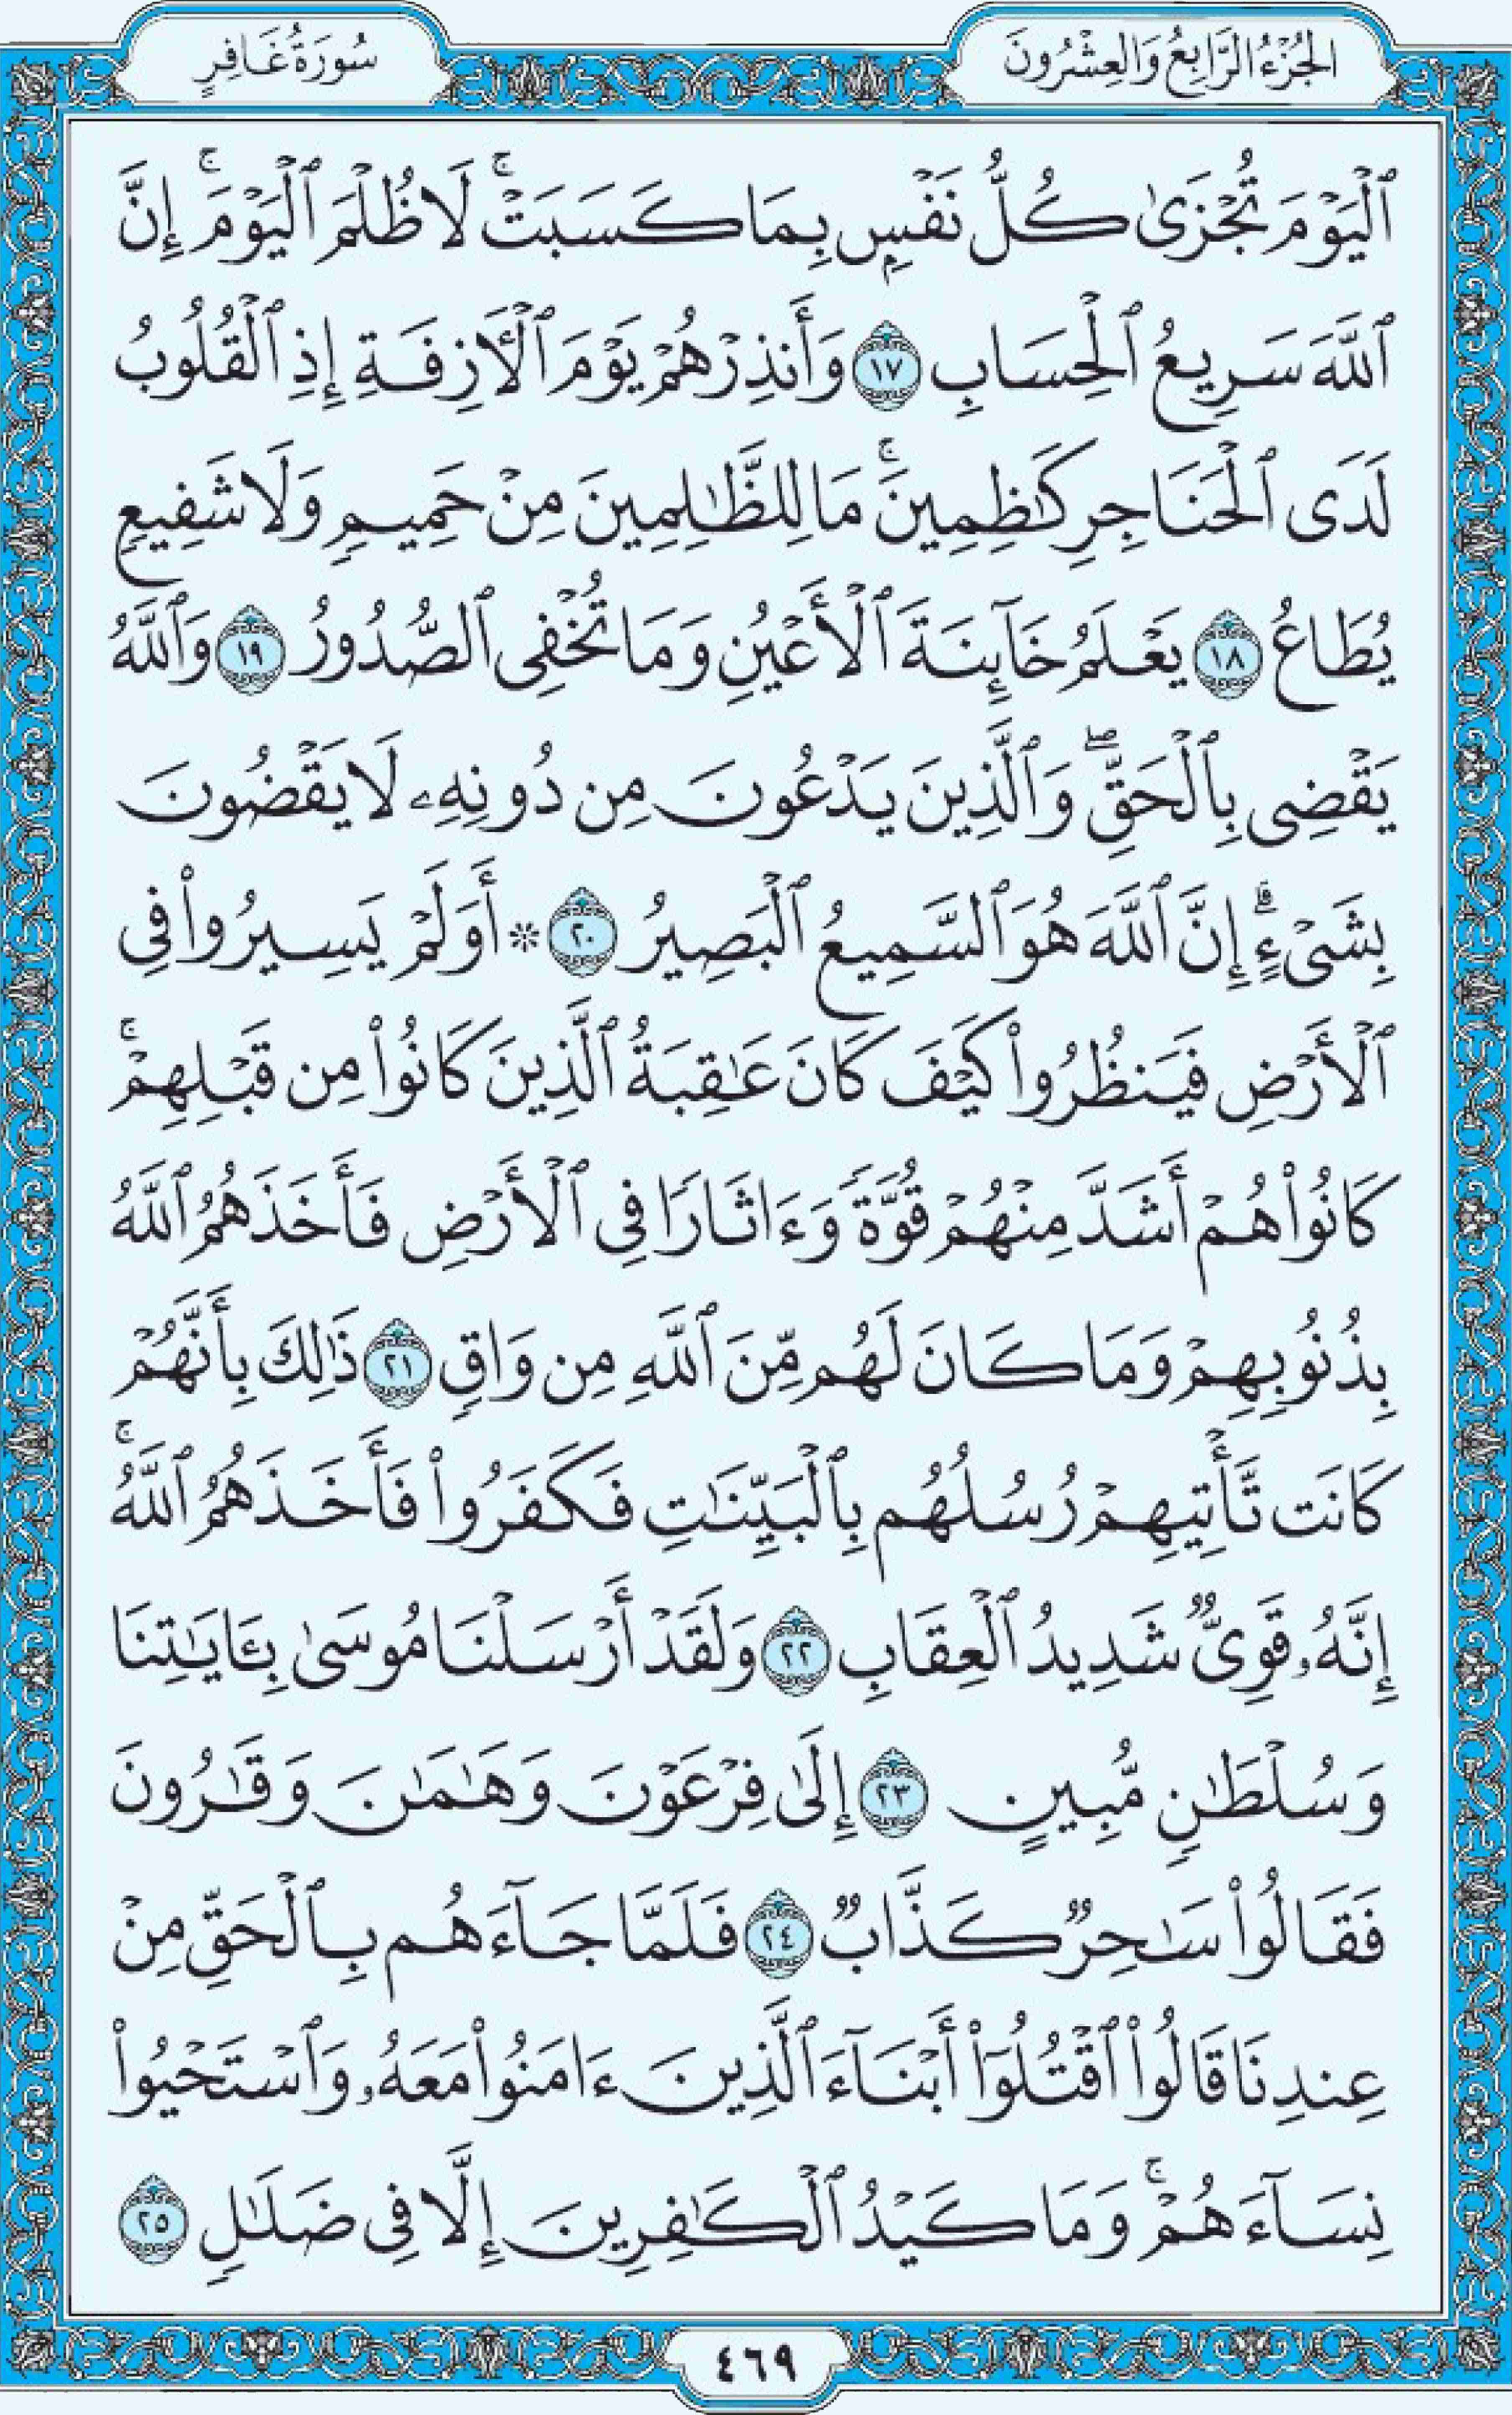 الجُزْءُ الرَّابِعُ وَالعِشْرُونَ
سُورَةُ غَافِرٍ
ٱلْيَوْمَ تُجْزَىٰ كُلُّ نَفْسٍۭ بِمَا كَسَبَتْۚ لَا ظُلْمَ ٱلْيَوْمَۚ إِنَّ
ٱللَّهَ سَرِيعُ ٱلْحِسَابِ ١٧ وَأَنذِرْهُمْ يَوْمَ ٱلْأَزِفَةِ إِذِ ٱلْقُلُوبُ
لَدَى ٱلْحَنَاجِرِ كَٰظِمِينَۚ مَا لِلظَّٰلِمِينَ مِنْ حَمِيمٍ وَلَا شَفِيعٍ
يُطَاعُ ١٨ يَعْلَمُ خَآئِنَةَ ٱلْأَعْيُنِ وَمَا تُخْفِى ٱلصُّدُورُ ١٩ وَٱللَّهُ
يَقْضِى بِٱلْحَقِّۖ وَٱلَّذِينَ يَدْعُونَ مِن دُونِهِۦ لَا يَقْضُونَ
بِشَىْءٍۗ إِنَّ ٱللَّهَ هُوَ ٱلسَّمِيعُ ٱلْبَصِيرُ ٢٠ * أَوَلَمْ يَسِيرُوا۟ فِى
ٱلْأَرْضِ فَيَنظُرُوا۟ كَيْفَ كَانَ عَٰقِبَةُ ٱلَّذِينَ كَانُوا۟ مِن قَبْلِهِمْۚ
كَانُوا۟ هُمْ أَشَدَّ مِنْهُمْ قُوَّةً وَءَاثَارًا فِى ٱلْأَرْضِ فَأَخَذَهُمُ ٱللَّهُ
بِذُنُوبِهِمْ وَمَا كَانَ لَهُم مِّنَ ٱللَّهِ مِن وَاقٍ ٢١ ذَٰلِكَ بِأَنَّهُمْ
كَانَت تَّأْتِيهِمْ رُسُلُهُم بِٱلْبَيِّنَٰتِ فَكَفَرُوا۟ فَأَخَذَهُمُ ٱللَّهُۚ
إِنَّهُۥ قَوِىٌّ شَدِيدُ ٱلْعِقَابِ ٢٢ وَلَقَدْ أَرْسَلْنَا مُوسَىٰ بِـَٔايَٰتِنَا
وَسُلْطَٰنٍ مُّبِينٍ ٢٣ إِلَىٰ فِرْعَوْنَ وَهَٰمَٰنَ وَقَٰرُونَ
فَقَالُوا۟ سَٰحِرٌ كَذَّابٌ ٢٤ فَلَمَّا جَآءَهُم بِٱلْحَقِّ مِنْ
عِندِنَا قَالُوا۟ ٱقْتُلُوٓا۟ أَبْنَآءَ ٱلَّذِينَ ءَامَنُوا۟ مَعَهُۥ وَٱسْتَحْيُوا۟
نِسَآءَهُمْۚ وَمَا كَيْدُ ٱلْكَٰفِرِينَ إِلَّا فِى ضَلَٰلٍ ٢٥
٤٦٩